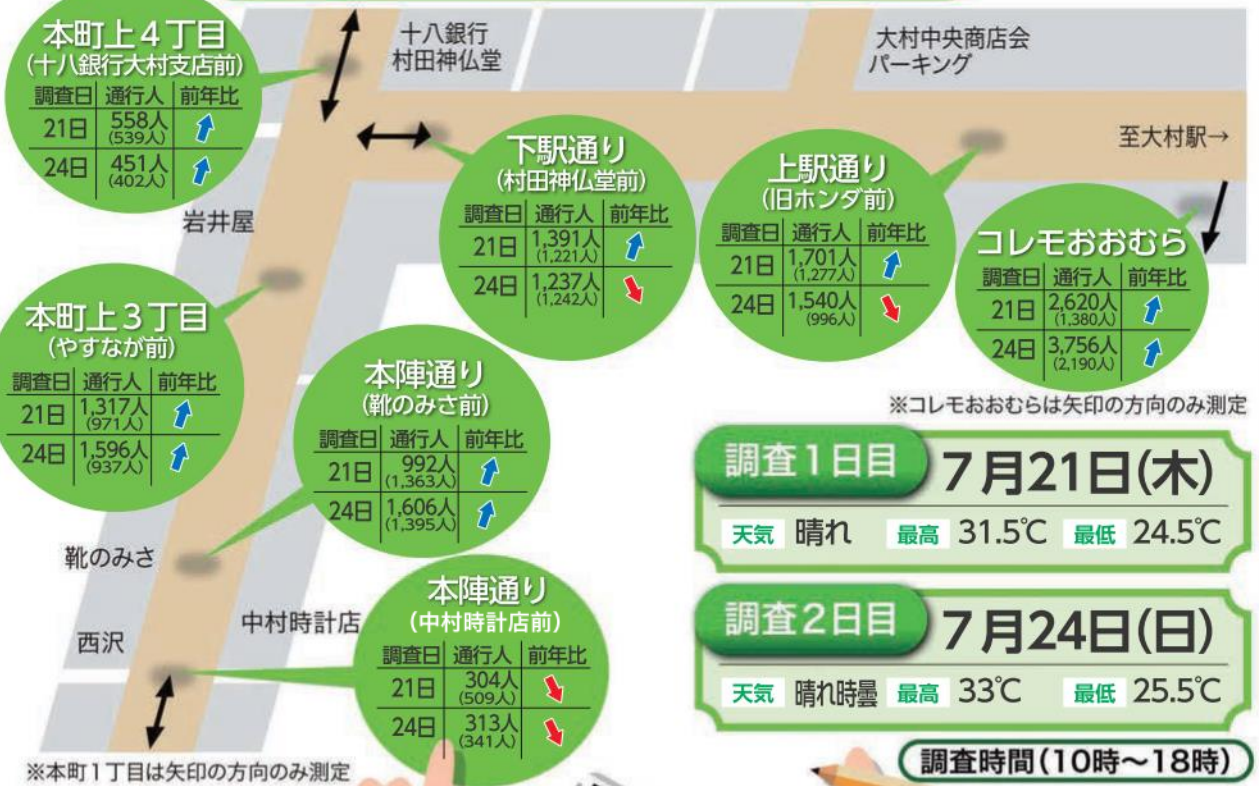 本町上4丁目
(十八銀行大村支店前)
調査日 通行人 前年比
21日 558人 (539人)
24日 451人 (402人)
十八銀行
村田神仏堂
大村中央商店会
パーキング
至大村駅→
下駅通り
(村田神仏堂前)
調査日 通行人 前年比
21日 1,391人 (1,221人)
24日 1,237人 (1,242人)
上駅通り
(旧ホンダ前)
調査日 通行人 前年比
21日 1,701人 (1,277人)
24日 1,540人 (996人)
コレモおおむら
調査日 通行人 前年比
21日 2,620人 (1,380人)
24日 3,756人 (2,190人)
※コレモおおむらは矢印の方向のみ測定
岩井屋
本町上3丁目
(やすなが前)
調査日 通行人 前年比
21日 1,317人 (971人)
24日 1,596人 (937人)
本陣通り
(靴のみさ前)
調査日 通行人 前年比
21日 992人 (1,363人)
24日 1,606人 (1,395人)
靴のみさ
中村時計店
西沢
本陣通り
(中村時計店前)
調査日 通行人 前年比
21日 304人 (509人)
24日 313人 (341人)
※本町1丁目は矢印の方向のみ測定
調査1日目 7月21日(木)
天気 晴れ 最高 31.5℃ 最低 24.5℃
調査2日目 7月24日(日)
天気 晴れ時曇 最高 33℃ 最低 25.5℃
調査時間(10時~18時)